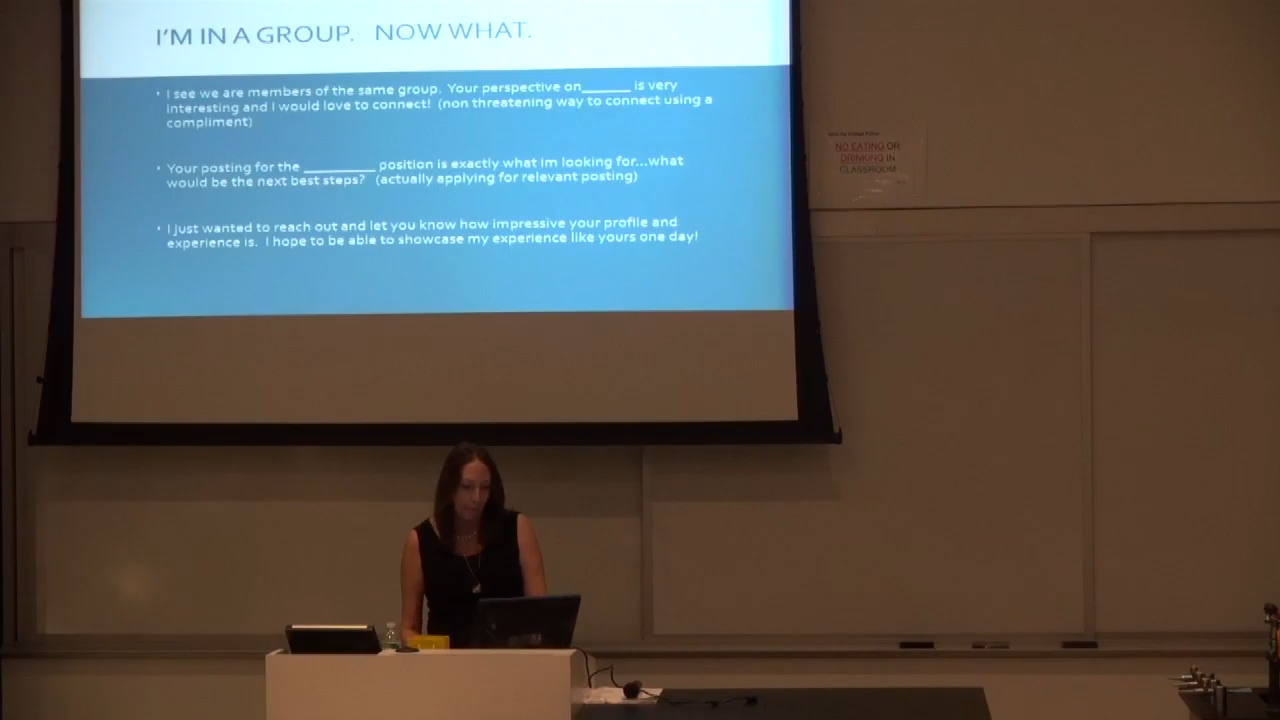 I'M IN A GROUP. NOW WHAT.
• I see we are members of the same group. Your perspective on______ is very
interesting and I would love to connect! (non threatening way to connect using a
compliment)
• Your posting for the _________ position is exactly what im looking for...what
would be the next best steps? (actually applying for relevant posting)
• I just wanted to reach out and let you know how impressive your profile and
experience is. I hope to be able to showcase my experience like yours one day!
NO EATING OR
DRINKING IN
CLASSROOM